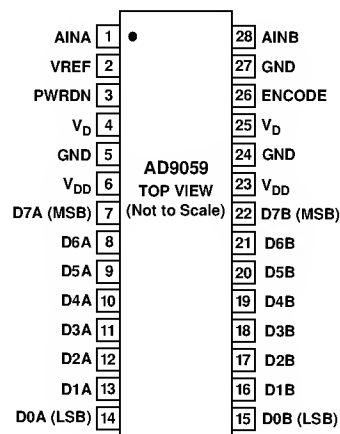 AINA 1 28 AINB
VREF 2 27 GND
PWRDN 3 26 ENCODE
VD 4 25 VD
GND 5 24 GND
VDD 6 23 VDD
AD9059
TOP VIEW
(Not to Scale)
D7A (MSB) 7 22 D7B (MSB)
D6A 8 21 D6B
D5A 9 20 D5B
D4A 10 19 D4B
D3A 11 18 D3B
D2A 12 17 D2B
D1A 13 16 D1B
D0A (LSB) 14 15 D0B (LSB)